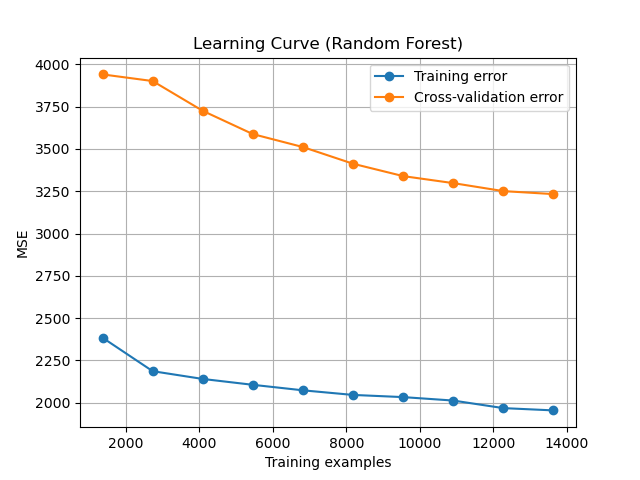 Learning Curve (Random Forest)
4000
3750
3500
3250
3000
2750
2500
2250
2000
MSE
Training error
Cross-validation error
2000 4000 6000 8000 10000 12000 14000
Training examples